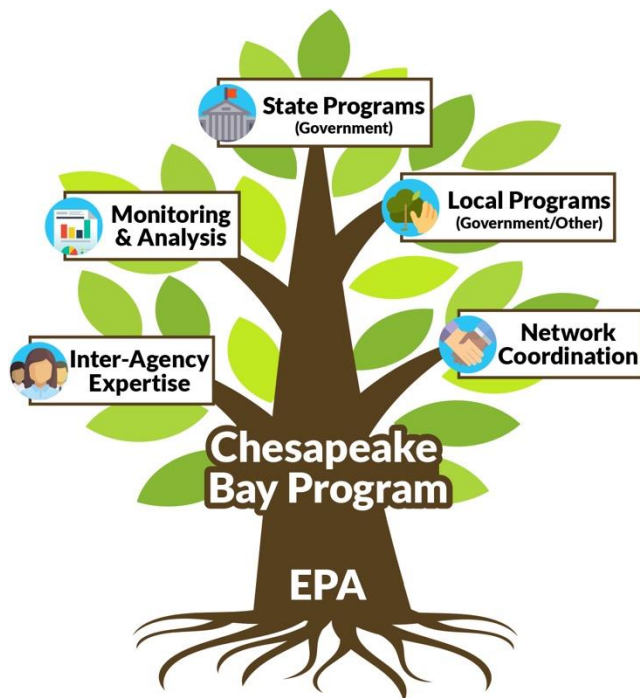 State Programs
(Government)
Monitoring
& Analysis
Local Programs
(Government/Other)
Inter-Agency
Expertise
Network
Coordination
Chesapeake
Bay Program
EPA